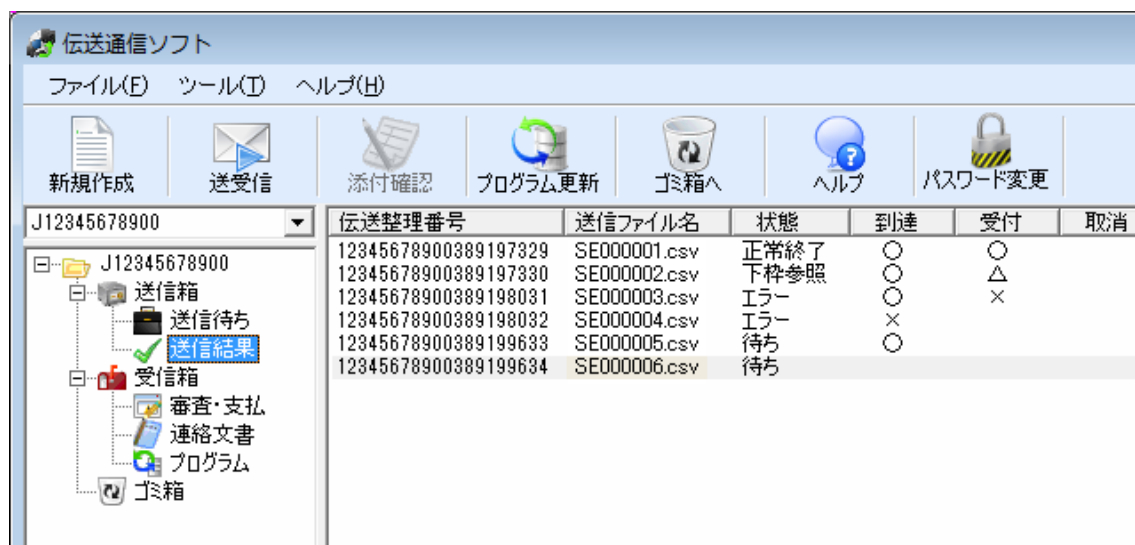 伝送通信ソフト
ファイル(F) ツール(T) ヘルプ(H)
新規作成 送受信 添付確認 プログラム更新 ゴミ箱へ ヘルプ パスワード変更
J12345678900
伝送整理番号 送信ファイル名 状態 到達 受付 取消
12345678900389197329 SE000001.csv 正常終了 ○ ○
12345678900389197330 SE000002.csv 下枠参照 ○ △
12345678900389198031 SE000003.csv エラー ○ ×
12345678900389198032 SE000004.csv エラー ×
12345678900389199633 SE000005.csv 待ち ○
12345678900389199634 SE000006.csv 待ち
J12345678900
送信箱
送信待ち
送信結果
受信箱
審査・支払
連絡文書
プログラム
ゴミ箱